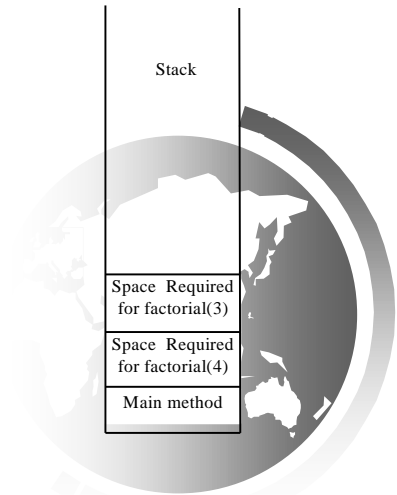 Stack
Space Required
for factorial(3)
Space Required
for factorial(4)
Main method